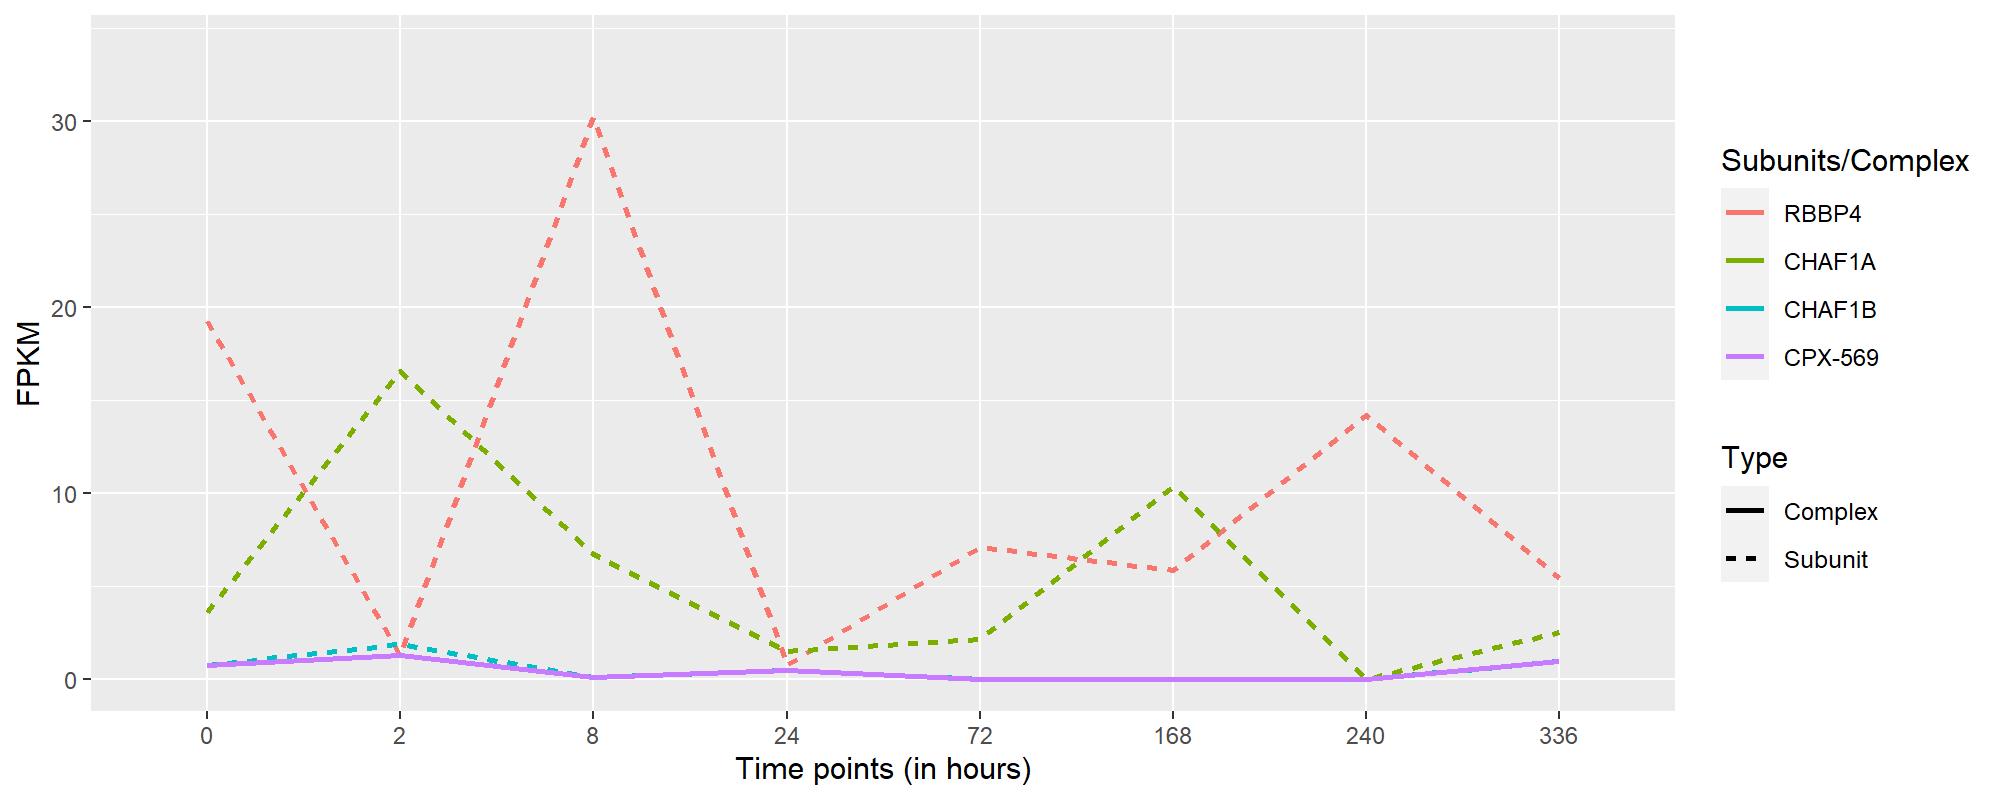 FPKM
30
20
10
0
0 2 8 24 72 168 240 336
Time points (in hours)
Subunits/Complex
RBBP4
CHAF1A
CHAF1B
CPX-569
Type
Complex
Subunit